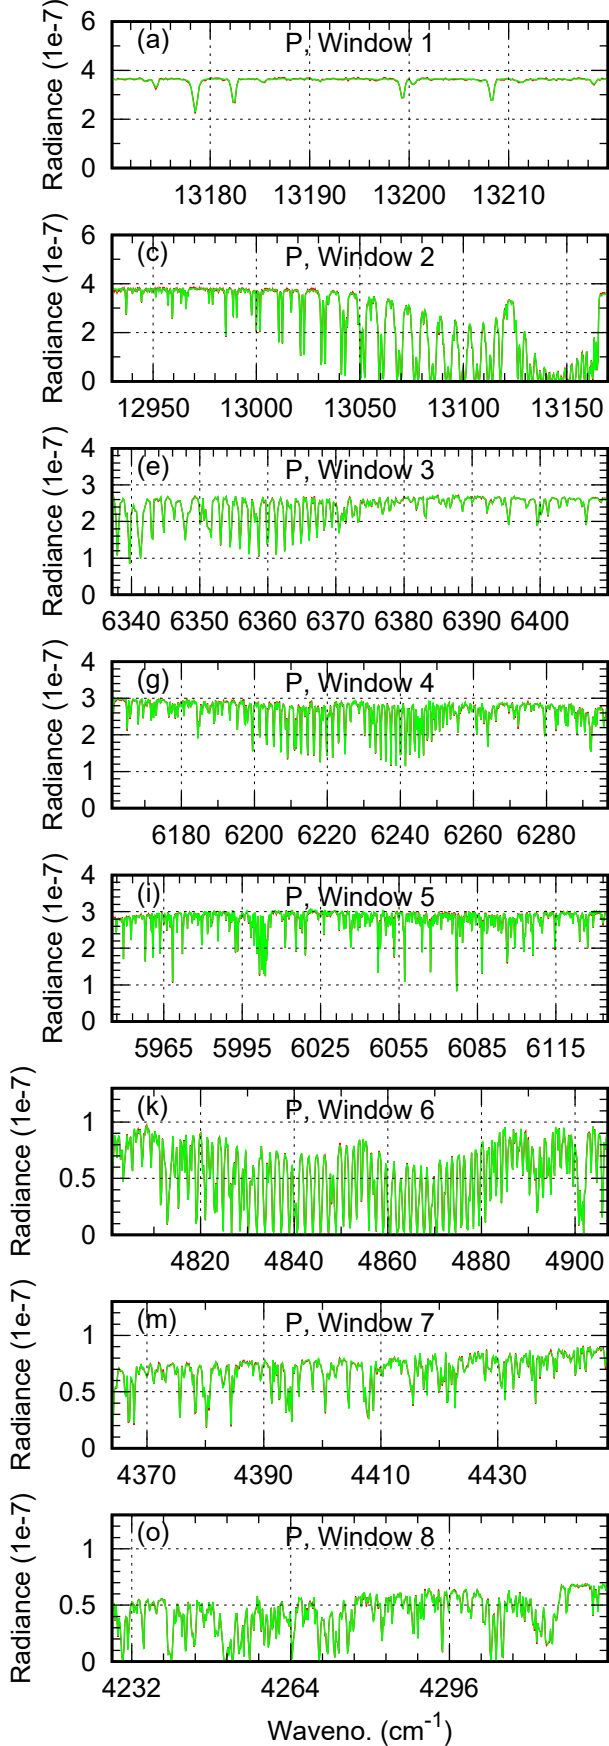 (a) P, Window 1
Radiance (1e-7)
6
4
2
0
13180 13190 13200 13210
(c) P, Window 2
Radiance (1e-7)
6
4
2
0
12950 13000 13050 13100 13150
(e) P, Window 3
Radiance (1e-7)
4
3
2
1
0
6340 6350 6360 6370 6380 6390 6400
(g) P, Window 4
Radiance (1e-7)
4
3
2
1
0
6180 6200 6220 6240 6260 6280
(i) P, Window 5
Radiance (1e-7)
4
3
2
1
0
5965 5995 6025 6055 6085 6115
(k) P, Window 6
Radiance (1e-7)
1
0.5
0
4820 4840 4860 4880 4900
(m) P, Window 7
Radiance (1e-7)
1
0.5
0
4370 4390 4410 4430
(o) P, Window 8
Radiance (1e-7)
1
0.5
0
4232 4264 4296
Waveno. (cm⁻¹)